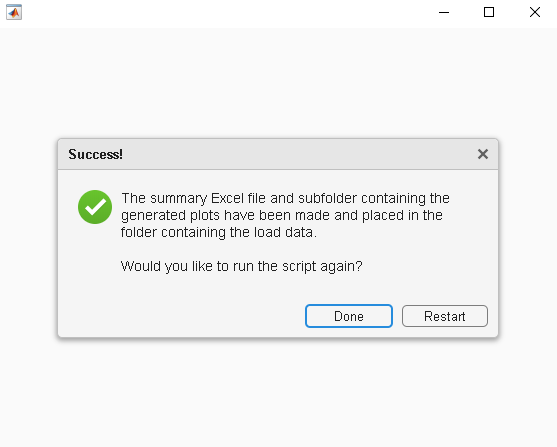 Success!
The summary Excel file and subfolder containing the
generated plots have been made and placed in the
folder containing the load data.
Would you like to run the script again?
Done
Restart